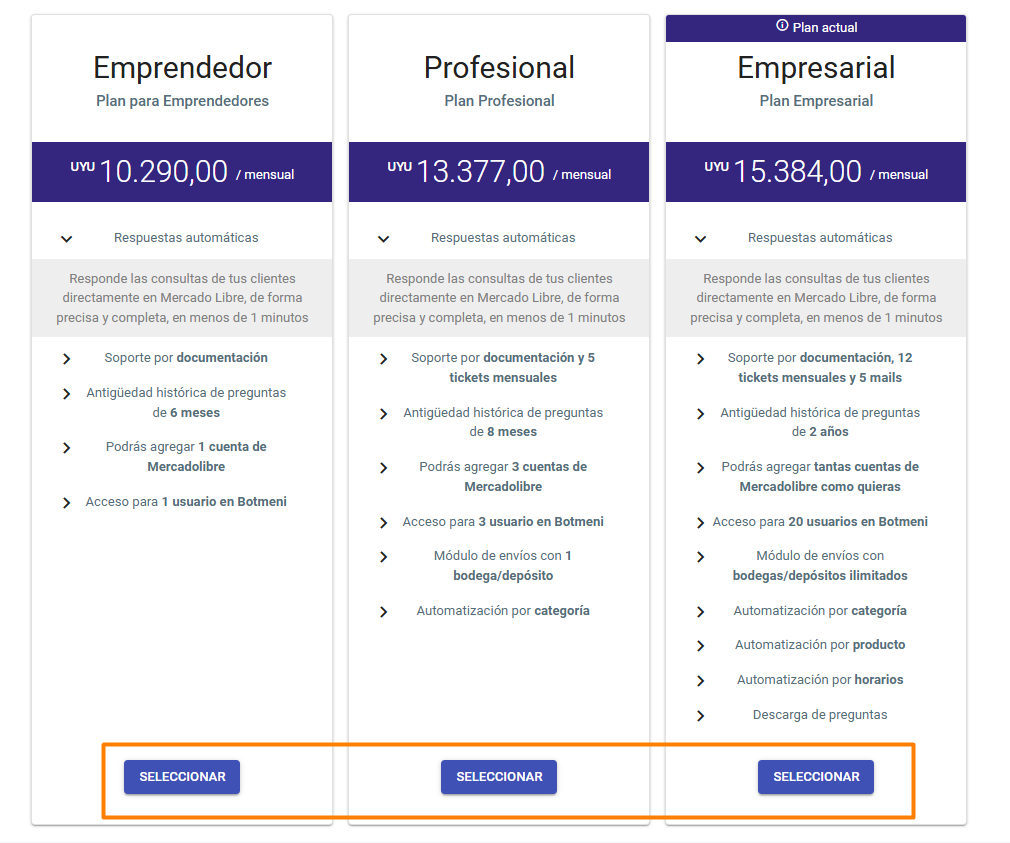 Emprendedor
Plan para Emprendedores
UYU 10.290,00 / mensual
Respuestas automáticas
Responde las consultas de tus clientes
directamente en Mercado Libre, de forma
precisa y completa, en menos de 1 minutos
Soporte por documentación
Antigüedad histórica de preguntas
de 6 meses
Podrás agregar 1 cuenta de
Mercadolibre
Acceso para 1 usuario en Botmeni
SELECCIONAR
Profesional
Plan Profesional
UYU 13.377,00 / mensual
Respuestas automáticas
Responde las consultas de tus clientes
directamente en Mercado Libre, de forma
precisa y completa, en menos de 1 minutos
Soporte por documentación y 5
tickets mensuales
Antigüedad histórica de preguntas
de 8 meses
Podrás agregar 3 cuentas de
Mercadolibre
Acceso para 3 usuario en Botmeni
Módulo de envíos con 1
bodega/depósito
Automatización por categoría
SELECCIONAR
Plan actual
Empresarial
Plan Empresarial
UYU 15.384,00 / mensual
Respuestas automáticas
Responde las consultas de tus clientes
directamente en Mercado Libre, de forma
precisa y completa, en menos de 1 minutos
Soporte por documentación, 12
tickets mensuales y 5 mails
Antigüedad histórica de preguntas
de 2 años
Podrás agregar tantas cuentas de
Mercadolibre como quieras
Acceso para 20 usuarios en Botmeni
Módulo de envíos con
bodegas/depósitos ilimitados
Automatización por categoría
Automatización por producto
Automatización por horarios
Descarga de preguntas
SELECCIONAR